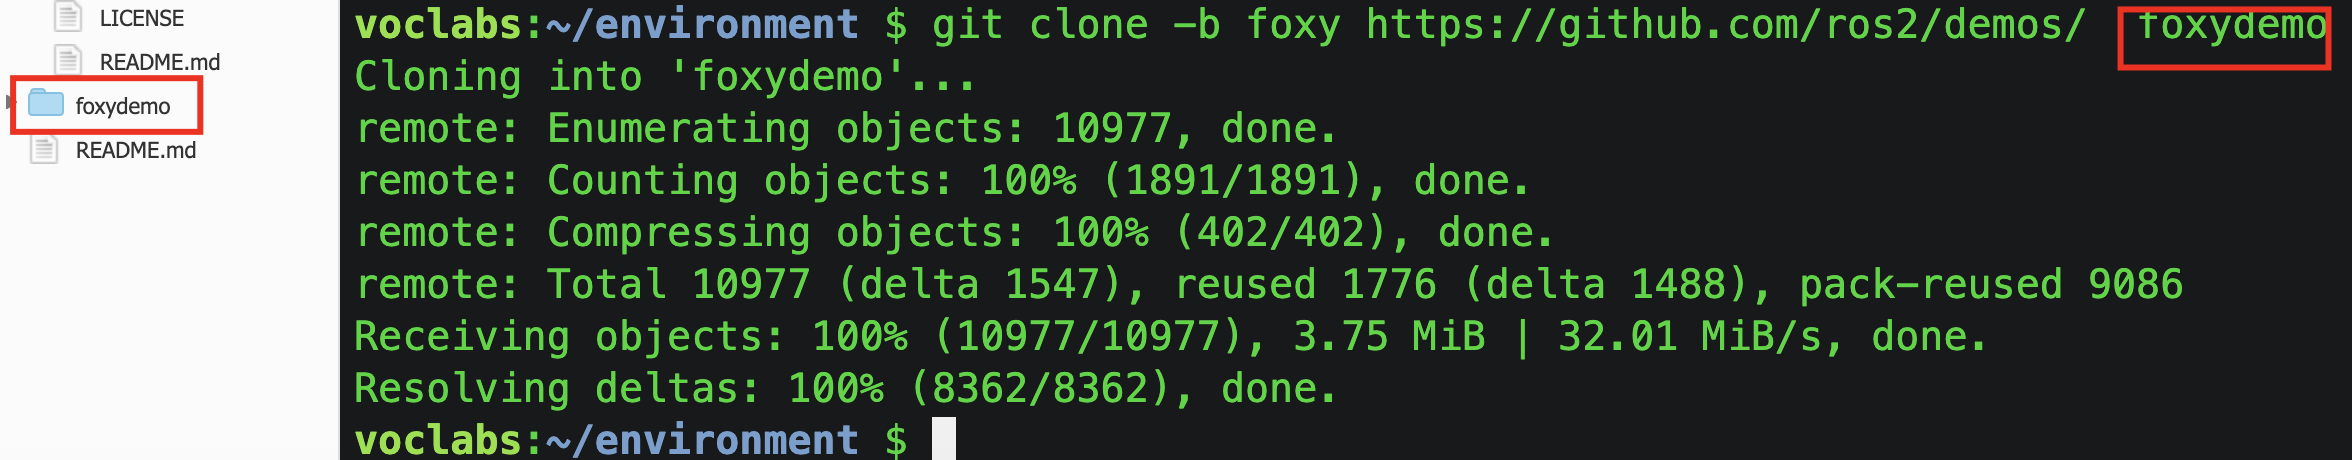 LICENSE
README.md
foxydemo
README.md
voclabs:~/environment $ git clone -b foxy https://github.com/ros2/demos/ foxydemo
Cloning into 'foxydemo'...
remote: Enumerating objects: 10977, done.
remote: Counting objects: 100% (1891/1891), done.
remote: Compressing objects: 100% (402/402), done.
remote: Total 10977 (delta 1547), reused 1776 (delta 1488), pack-reused 9086
Receiving objects: 100% (10977/10977), 3.75 MiB | 32.01 MiB/s, done.
Resolving deltas: 100% (8362/8362), done.
voclabs:~/environment $